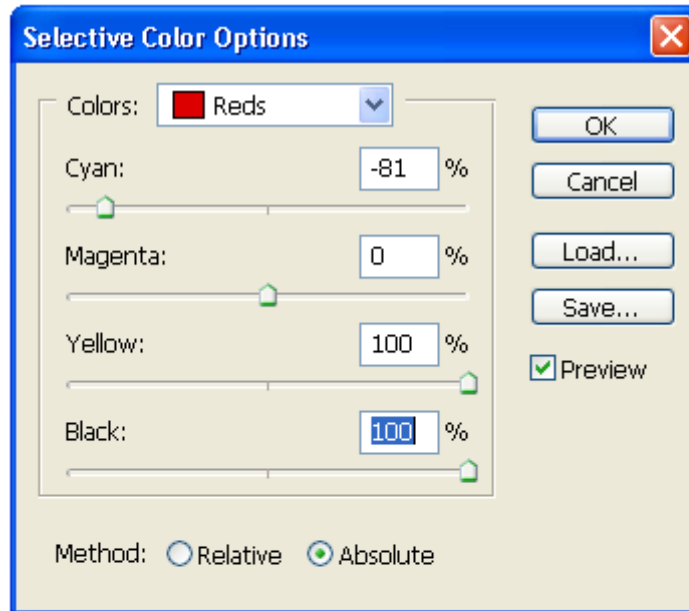 Selective Color Options
Colors: Reds
OK
Cyan: -81 %
Cancel
Magenta: 0 %
Load...
Save...
Yellow: 100 %
Preview
Black: 100 %
Method: Relative Absolute